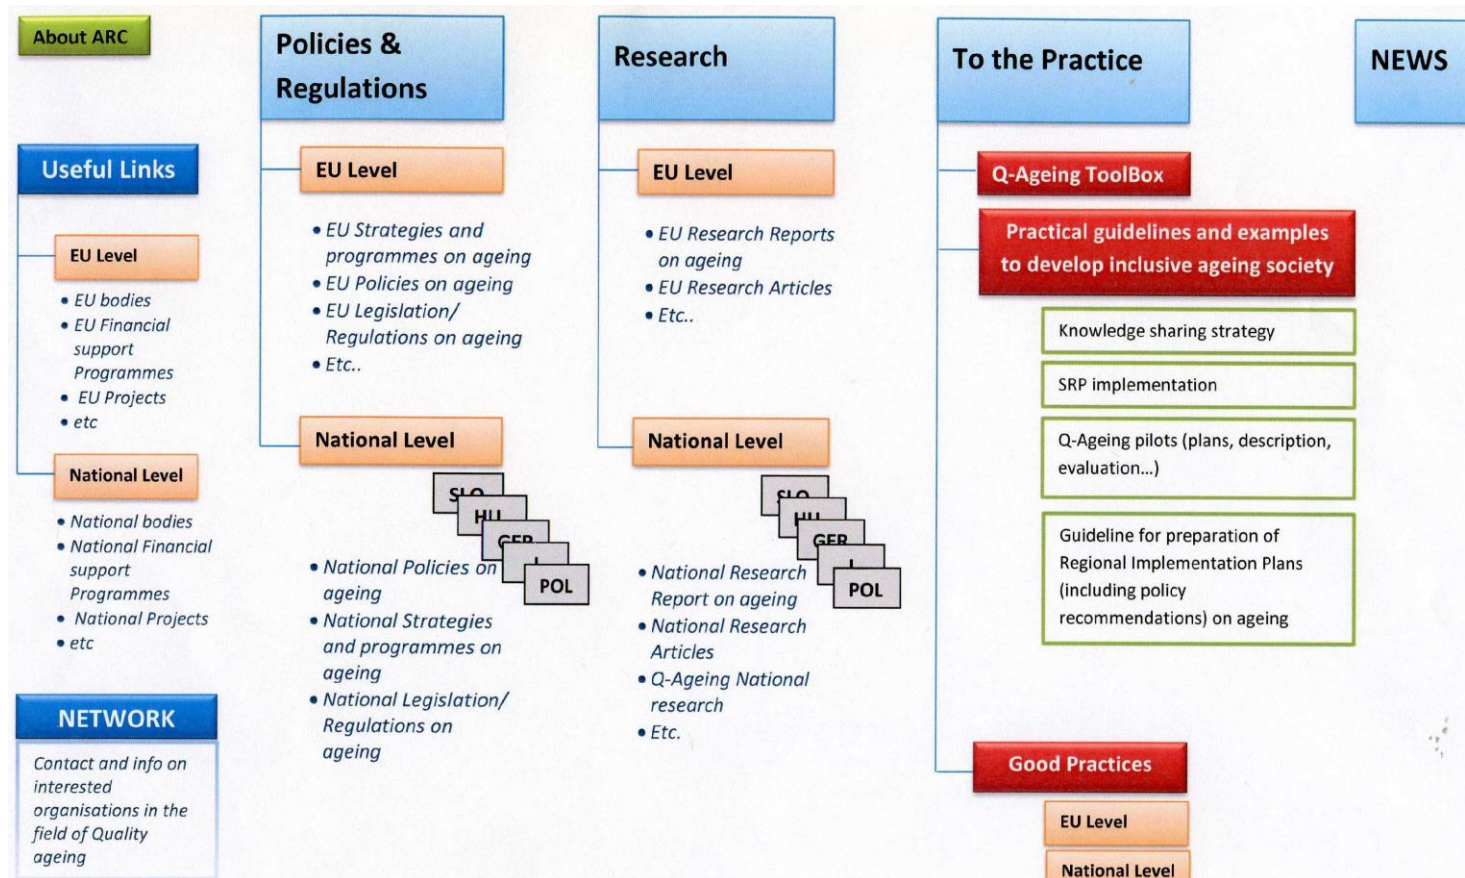 About ARC
Useful Links
EU Level
• EU bodies
• EU Financial
support
Programmes
• EU Projects
• etc
National Level
• National bodies
• National Financial
support
Programmes
• National Projects
• etc
NETWORK
Contact and info on
interested
organisations in the
field of Quality
ageing
Policies &
Regulations
EU Level
• EU Strategies and
programmes on ageing
• EU Policies on ageing
• EU Legislation/
Regulations on ageing
• Etc..
National Level
SLO
HU
GER
I
POL
• National Policies on
ageing
• National Strategies
and programmes on
ageing
• National Legislation/
Regulations on
ageing
Research
EU Level
• EU Research Reports
on ageing
• EU Research Articles
• Etc..
National Level
SLO
HU
GER
I
POL
• National Research
Report on ageing
• National Research
Articles
• Q-Ageing National
research
• Etc.
To the Practice
Q-Ageing ToolBox
Practical guidelines and examples
to develop inclusive ageing society
Knowledge sharing strategy
SRP implementation
Q-Ageing pilots (plans, description,
evaluation...)
Guideline for preparation of
Regional Implementation Plans
(including policy
recommendations) on ageing
Good Practices
EU Level
National Level
NEWS